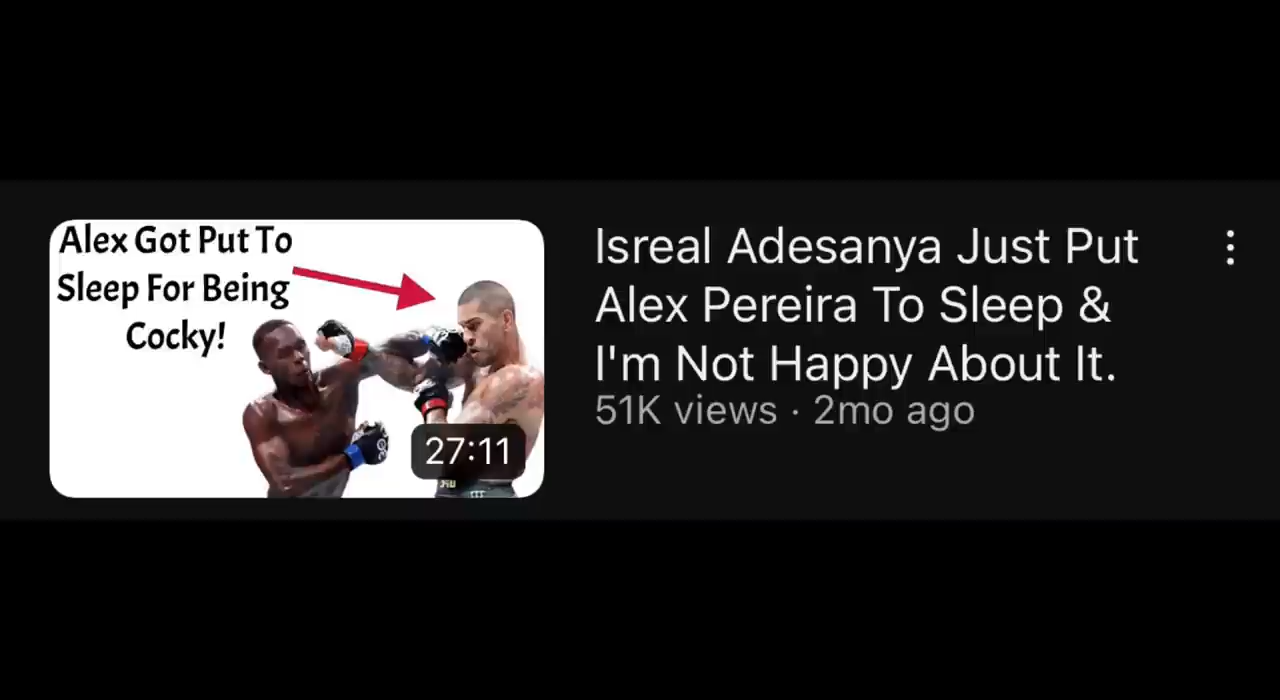 Alex Got Put To
Sleep For Being
Cocky!
27:11
Isreal Adesanya Just Put
Alex Pereira To Sleep &
I'm Not Happy About It.
51K views · 2mo ago